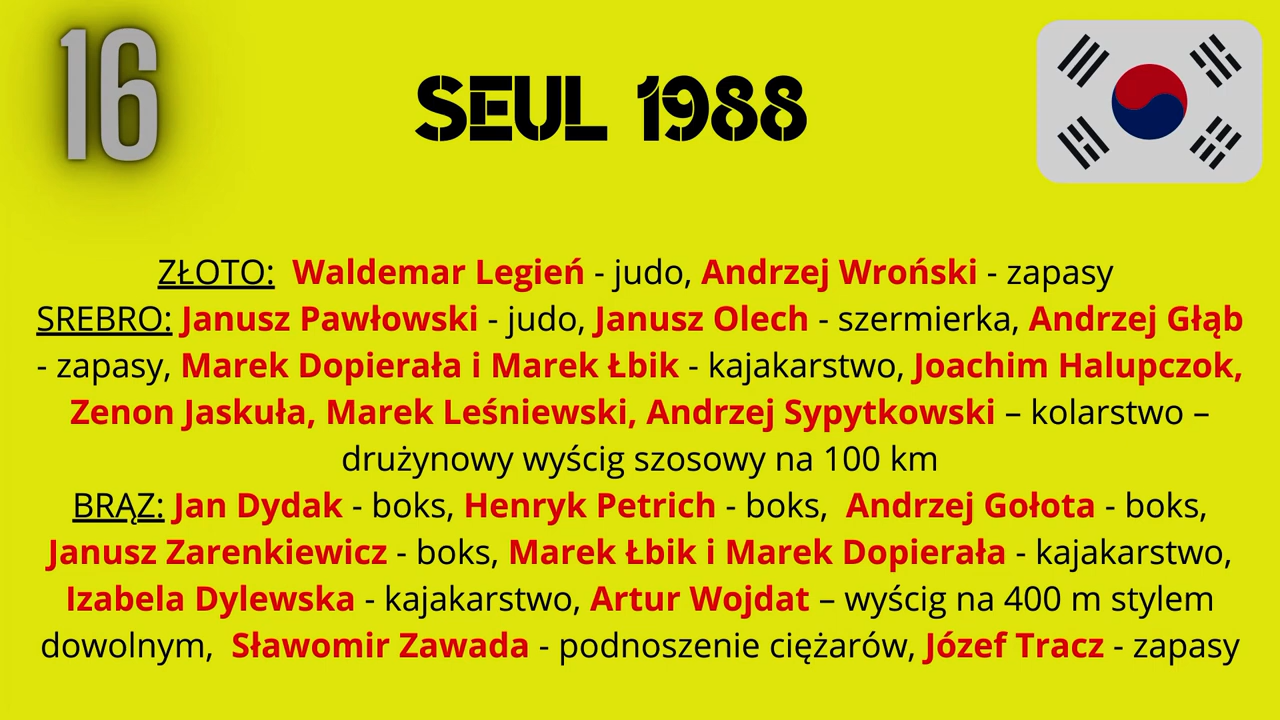 16
SEUL 1988
ZŁOTO: Waldemar Legień - judo, Andrzej Wroński - zapasy
SREBRO: Janusz Pawłowski - judo, Janusz Olech - szermierka, Andrzej Głąb
- zapasy, Marek Dopierała i Marek Łbik - kajakarstwo, Joachim Halupczok,
Zenon Jaskuła, Marek Leśniewski, Andrzej Sypytkowski – kolarstwo –
drużynowy wyścig szosowy na 100 km
BRĄZ: Jan Dydak - boks, Henryk Petrich - boks, Andrzej Gołota - boks,
Janusz Zarenkiewicz - boks, Marek Łbik i Marek Dopierała - kajakarstwo,
Izabela Dylewska - kajakarstwo, Artur Wojdat – wyścig na 400 m stylem
dowolnym, Sławomir Zawada - podnoszenie ciężarów, Józef Tracz - zapasy